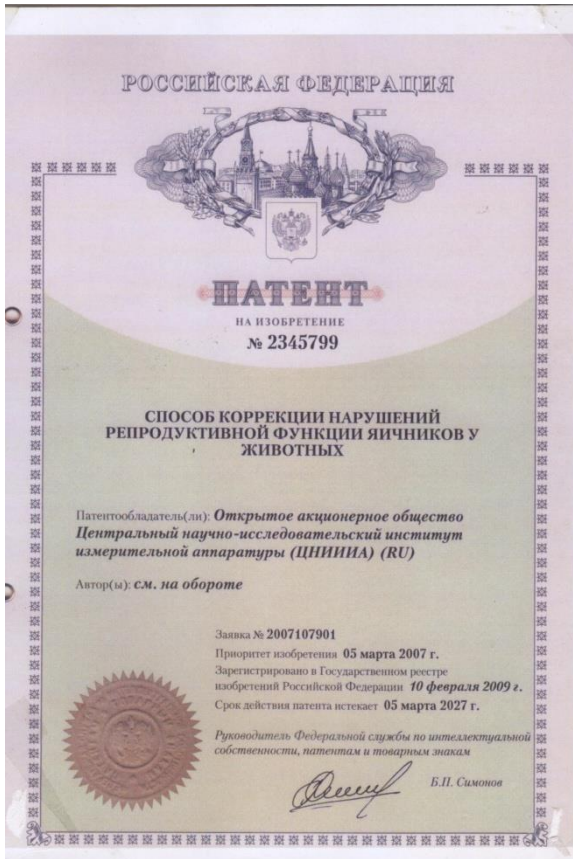 РОССИЙСКАЯ ФЕДЕРАЦИЯ
ПАТЕНТ
НА ИЗОБРЕТЕНИЕ
№ 2345799
СПОСОБ КОРРЕКЦИИ НАРУШЕНИЙ
РЕПРОДУКТИВНОЙ ФУНКЦИИ ЯИЧНИКОВ У
ЖИВОТНЫХ
Патентообладатель(ли): Открытое акционерное общество
Центральный научно-исследовательский институт
измерительной аппаратуры (ЦНИИИА) (RU)
Автор(ы): см. на обороте
Заявка № 2007107901
Приоритет изобретения 05 марта 2007 г.
Зарегистрировано в Государственном реестре
изобретений Российской Федерации 10 февраля 2009 г.
Срок действия патента истекает 05 марта 2027 г.
Руководитель Федеральной службы по интеллектуальной
собственности, патентам и товарным знакам
Б.П. Симонов